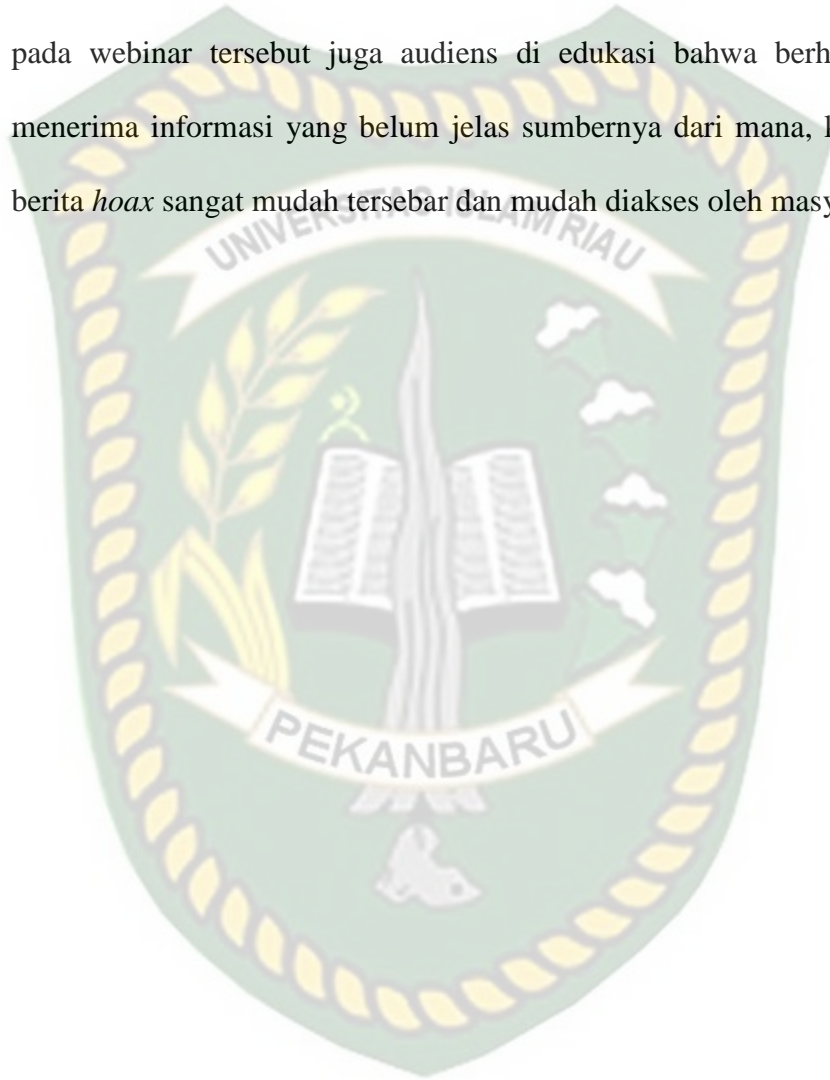 pada webinar tersebut juga audiens di edukasi bahwa berh
menerima informasi yang belum jelas sumbernya dari mana,
berita hoax sangat mudah tersebar dan mudah diakses oleh masy
UNIVERSITAS ISLAM RIAU
PEKANBARU